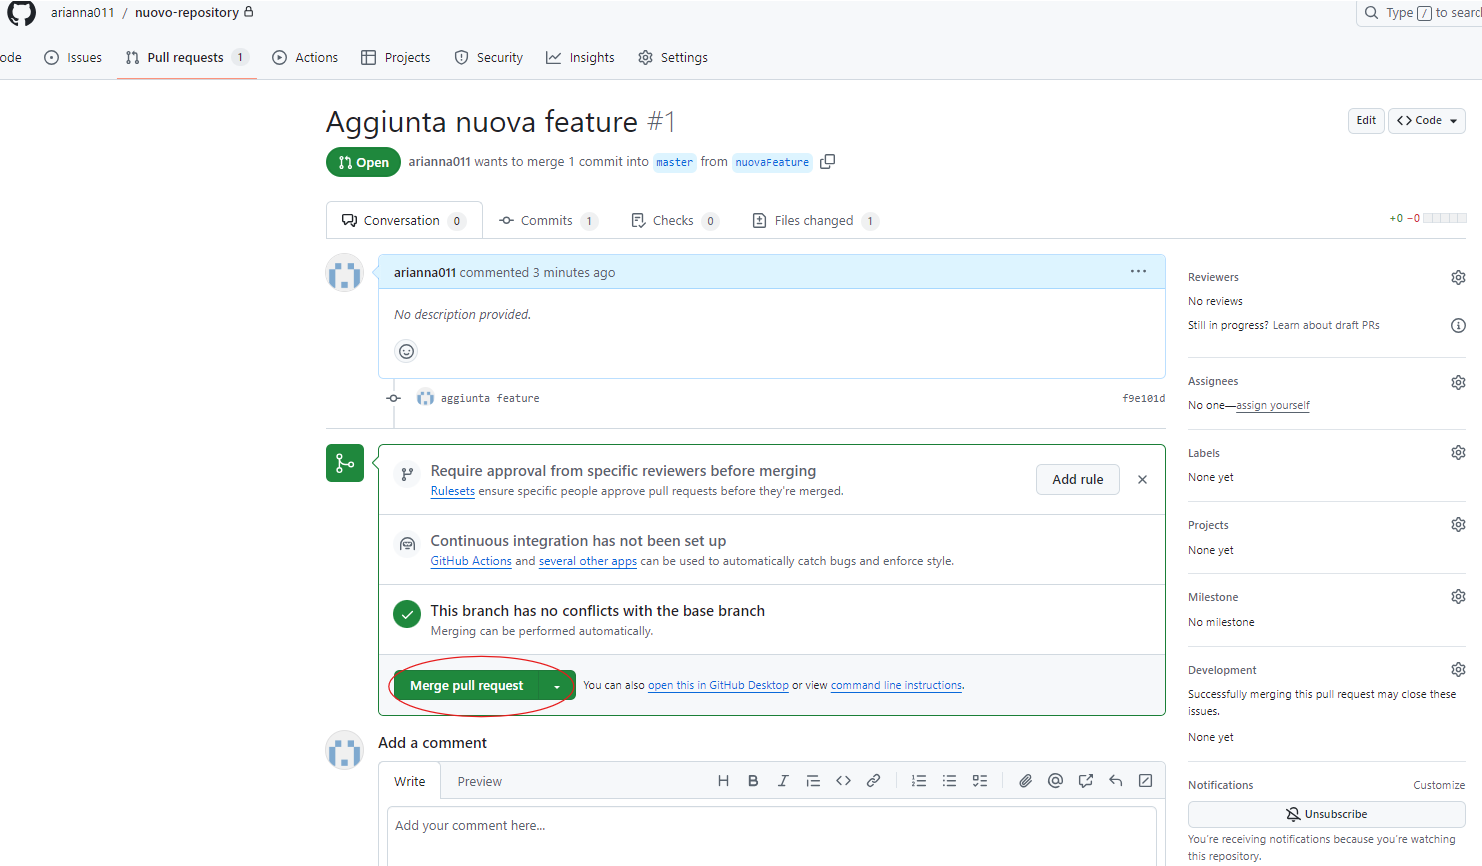 arianna011 / nuovo-repository
Type / to searc
ode Issues Pull requests 1 Actions Projects Security Insights Settings
Aggiunta nuova feature #1
Edit <> Code
Open arianna011 wants to merge 1 commit into master from nuovaFeature
Conversation 0 Commits 1 Checks 0 Files changed 1
+0 −0
arianna011 commented 3 minutes ago
No description provided.
aggiunta feature f9e101d
Require approval from specific reviewers before merging
Rulesets ensure specific people approve pull requests before they're merged.
Add rule
Continuous integration has not been set up
GitHub Actions and several other apps can be used to automatically catch bugs and enforce style.
This branch has no conflicts with the base branch
Merging can be performed automatically.
Merge pull request
You can also open this in GitHub Desktop or view command line instructions.
Add a comment
Write Preview
Add your comment here...
Reviewers
No reviews
Still in progress? Learn about draft PRs
Assignees
No one—assign yourself
Labels
None yet
Projects
None yet
Milestone
No milestone
Development
Successfully merging this pull request may close these
issues.
None yet
Notifications Customize
Unsubscribe
You're receiving notifications because you're watching
this repository.